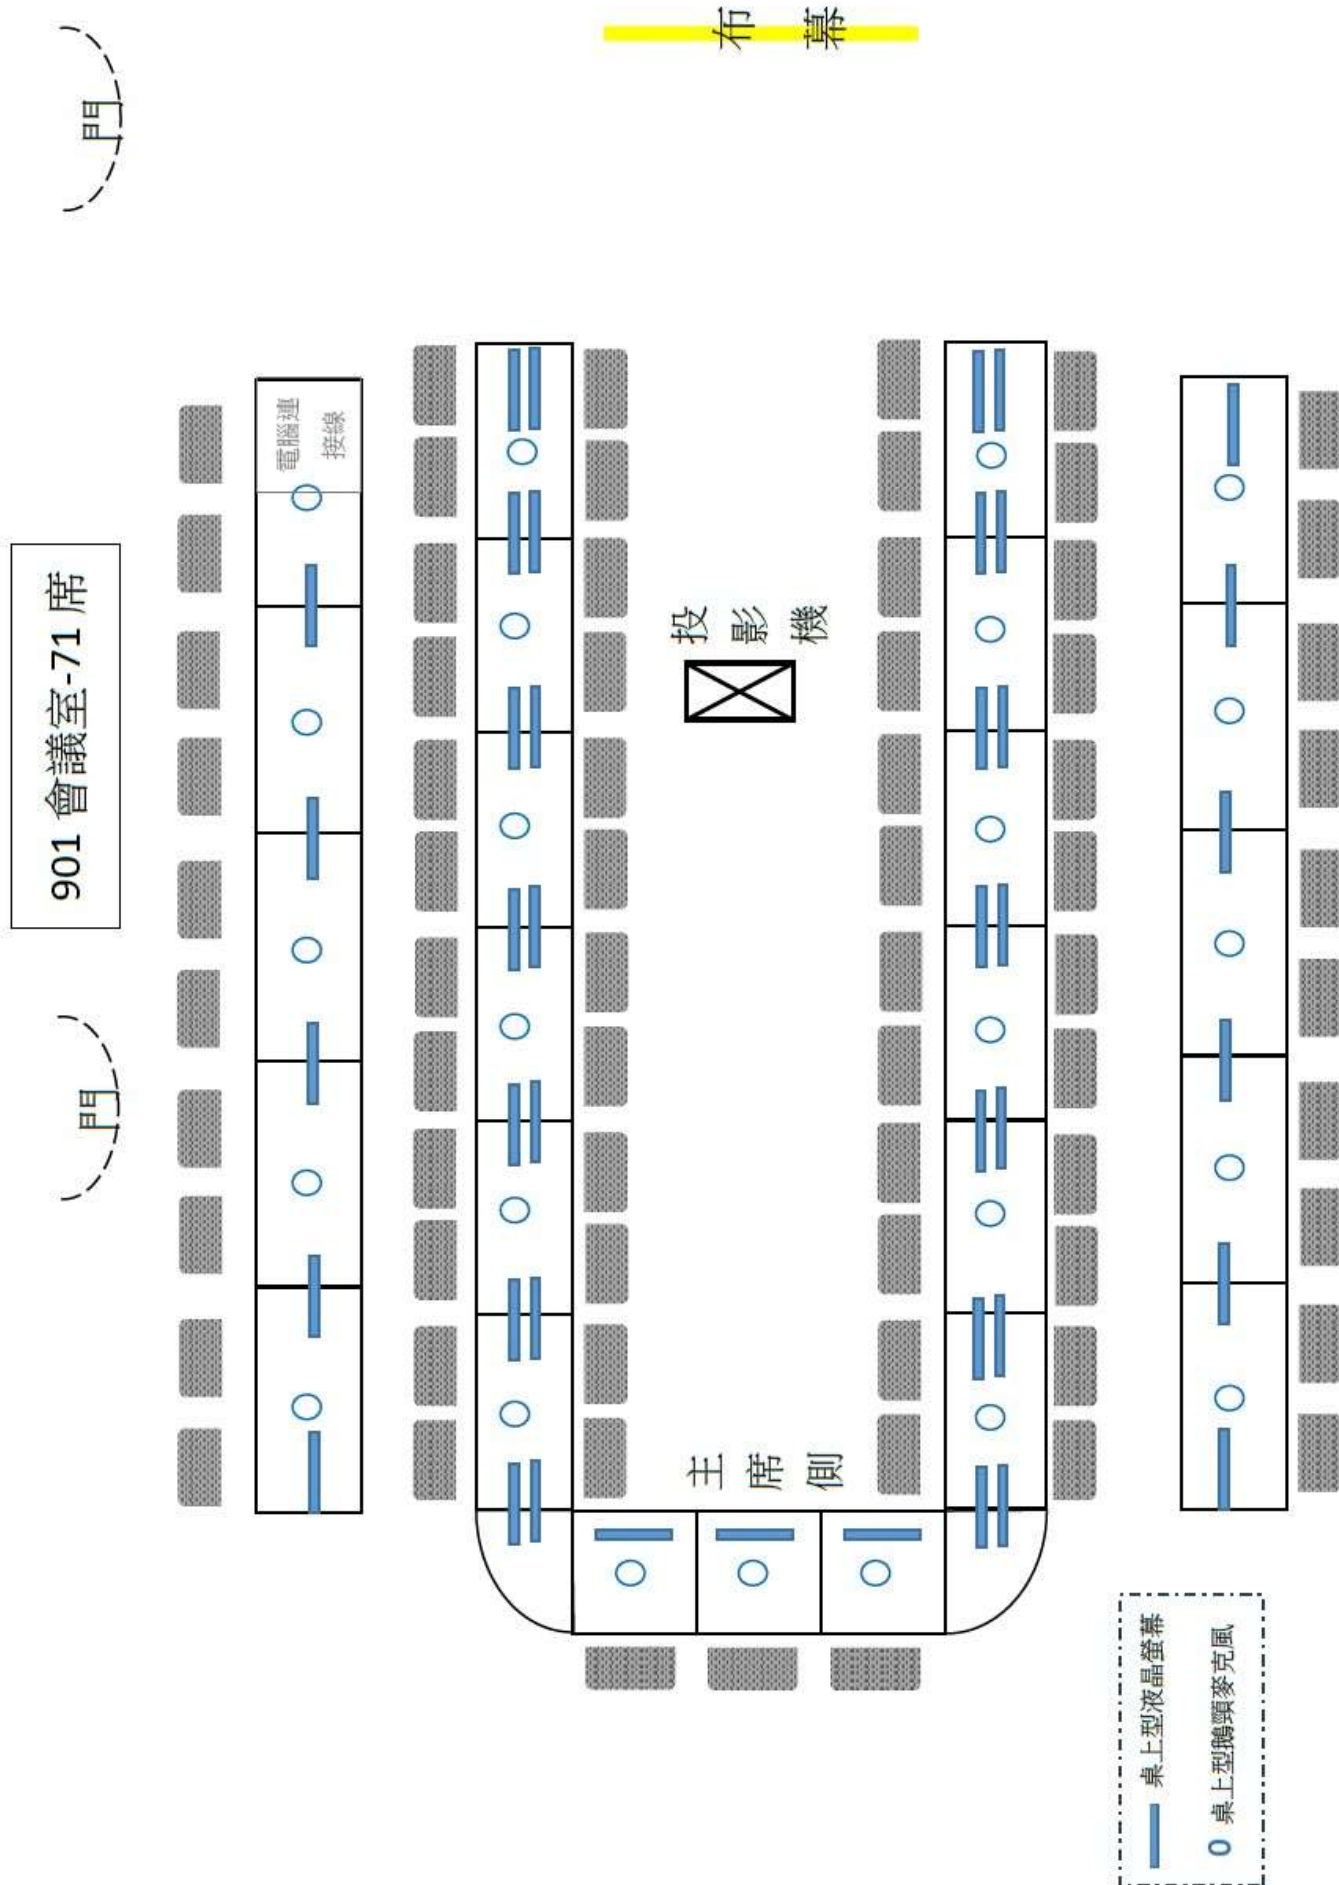 901 會議室-71 席
門
門
布幕
電腦連
接線
投影機
主席側
桌上型液晶螢幕
桌上型鵝頸麥克風